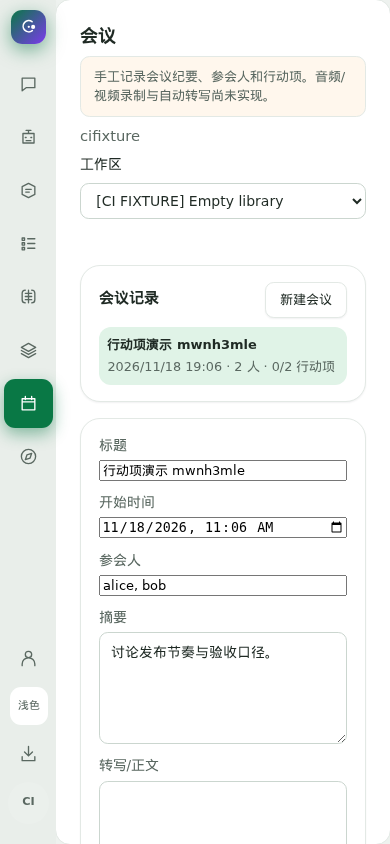 会议
手工记录会议纪要、参会人和行动项。音频/
视频录制与自动转写尚未实现。
cifixture
工作区
[CI FIXTURE] Empty library
会议记录
新建会议
行动项演示 mwnh3mle
2026/11/18 19:06 · 2 人 · 0/2 行动项
标题
行动项演示 mwnh3mle
开始时间
11/18/2026, 11:06 AM
参会人
alice, bob
摘要
讨论发布节奏与验收口径。
转写/正文
浅色
CI